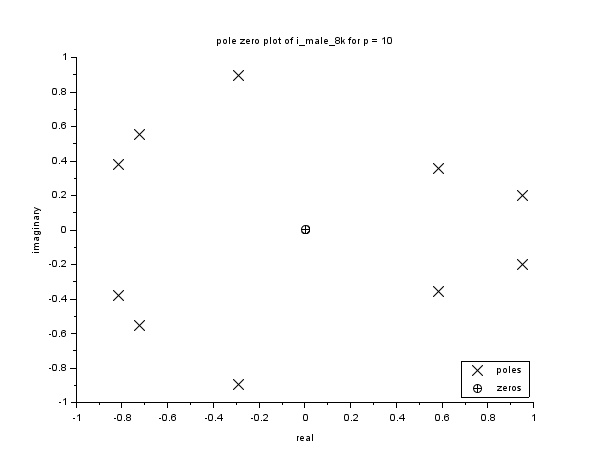 pole zero plot of i_male_8k for p = 10
1
0.8
0.6
0.4
0.2
0
-0.2
-0.4
-0.6
-0.8
-1
imaginary
-1 -0.8 -0.6 -0.4 -0.2 0 0.2 0.4 0.6 0.8 1
real
poles
zeros